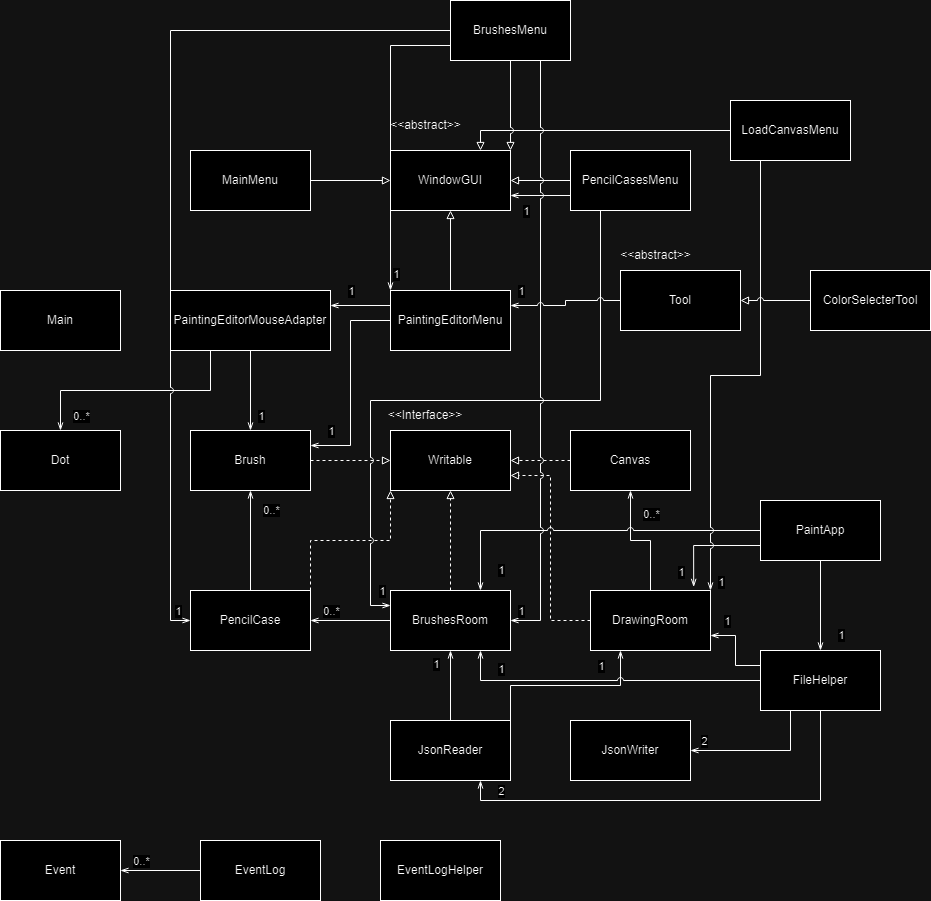 BrushesMenu
<<abstract>>
LoadCanvasMenu
MainMenu
WindowGUI
PencilCasesMenu
1
<<abstract>>
1
1
1
Main
PaintingEditorMouseAdapter
PaintingEditorMenu
Tool
ColorSelecterTool
0..*
1
1
<<Interface>>
Dot
Brush
Writable
Canvas
0..*
0..*
PaintApp
1
1
1
1
1
0..*
1
PencilCase
BrushesRoom
DrawingRoom
1
1
1
1
1
FileHelper
JsonReader
JsonWriter
2
2
0..*
Event
EventLog
EventLogHelper